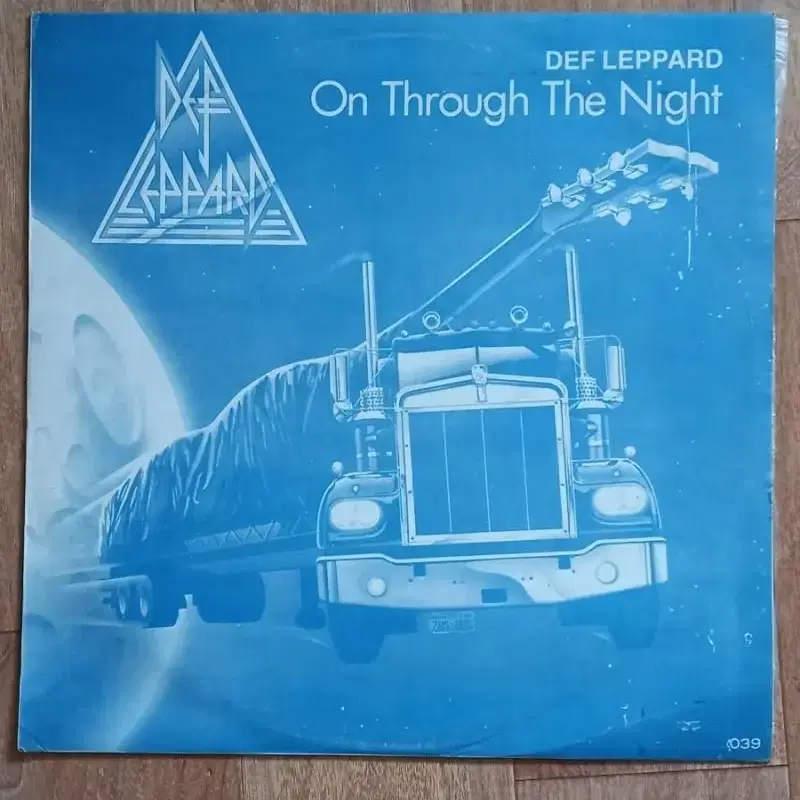 DEF LEPPARD
DEF LEPPARD
On Through The Night
039